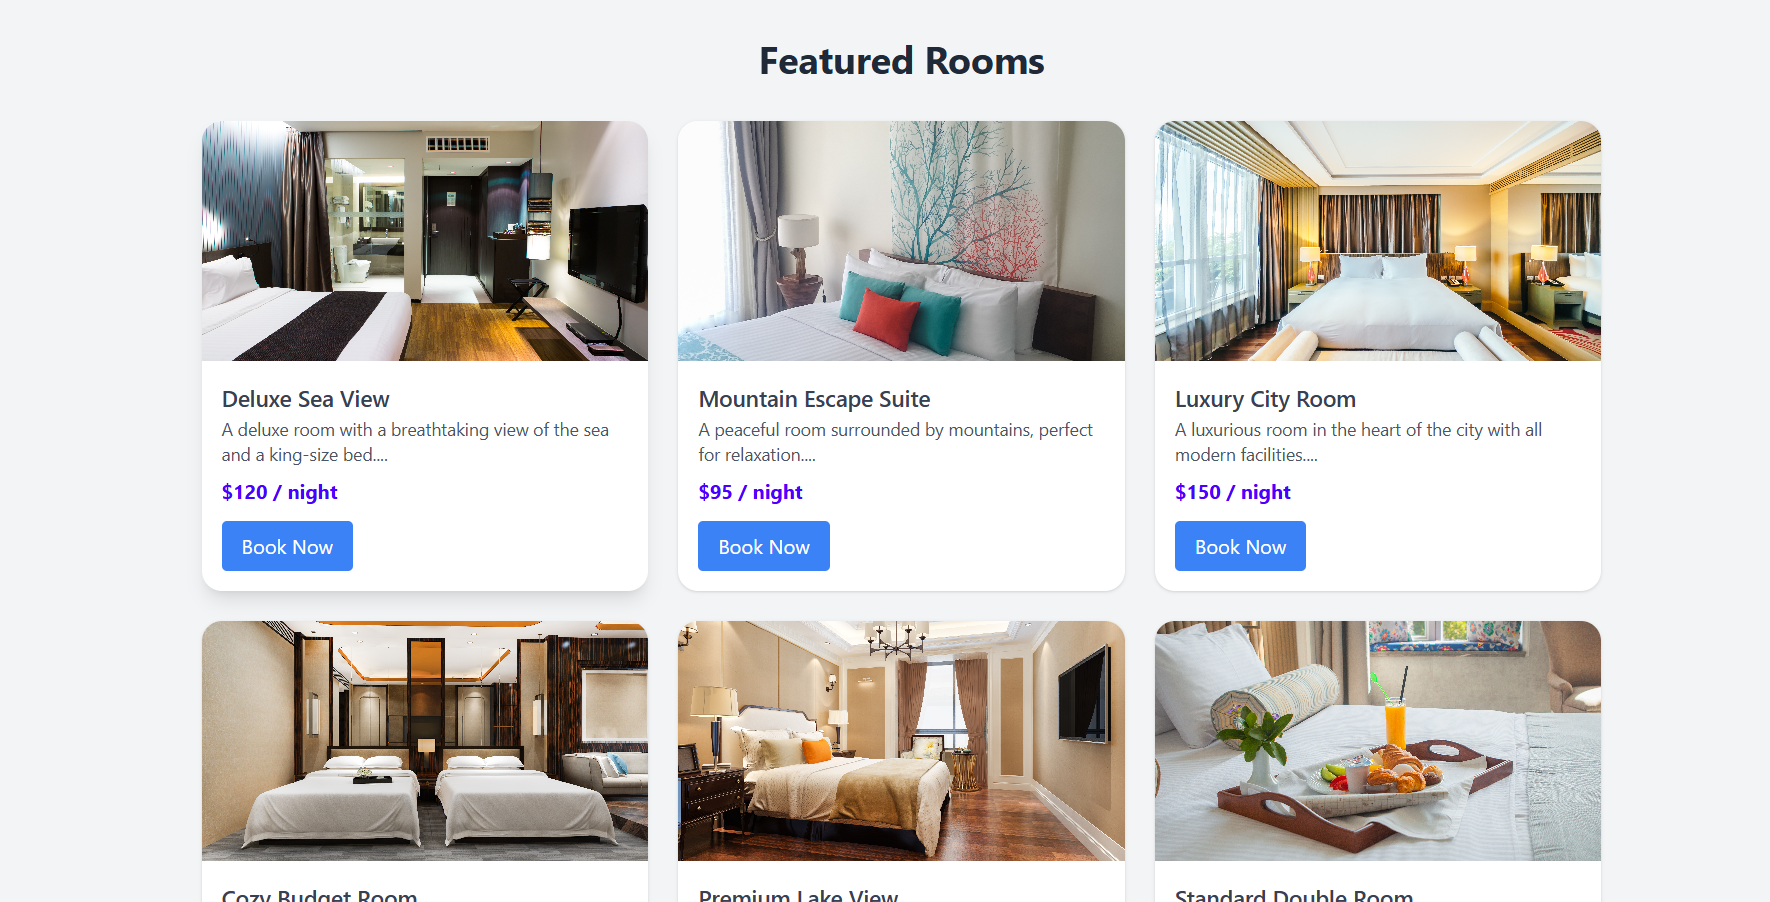 Featured Rooms
Deluxe Sea View
A deluxe room with a breathtaking view of the sea
and a king-size bed....
$120 / night
Book Now
Mountain Escape Suite
A peaceful room surrounded by mountains, perfect
for relaxation....
$95 / night
Book Now
Luxury City Room
A luxurious room in the heart of the city with all
modern facilities....
$150 / night
Book Now
Cozy Budget Room
Premium Lake View
Standard Double Room